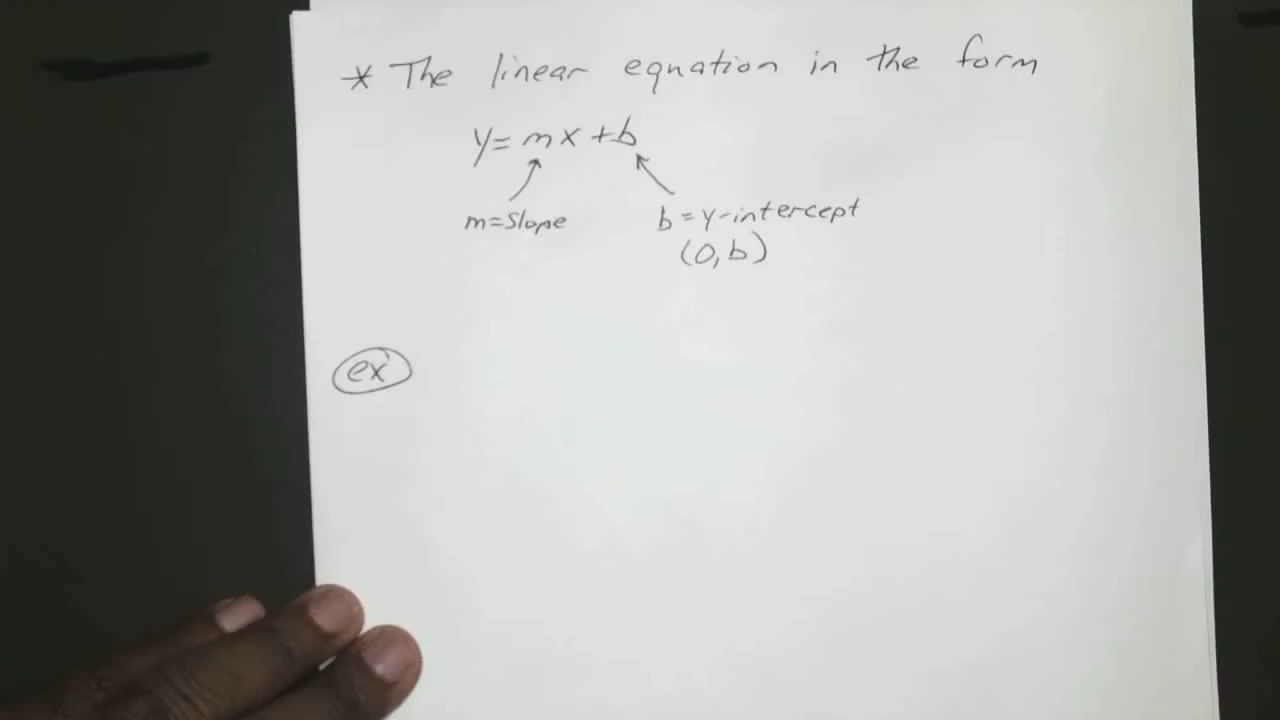 * The linear equation in the form
y = mx + b
m = slope b = y-intercept
(0, b)
ex